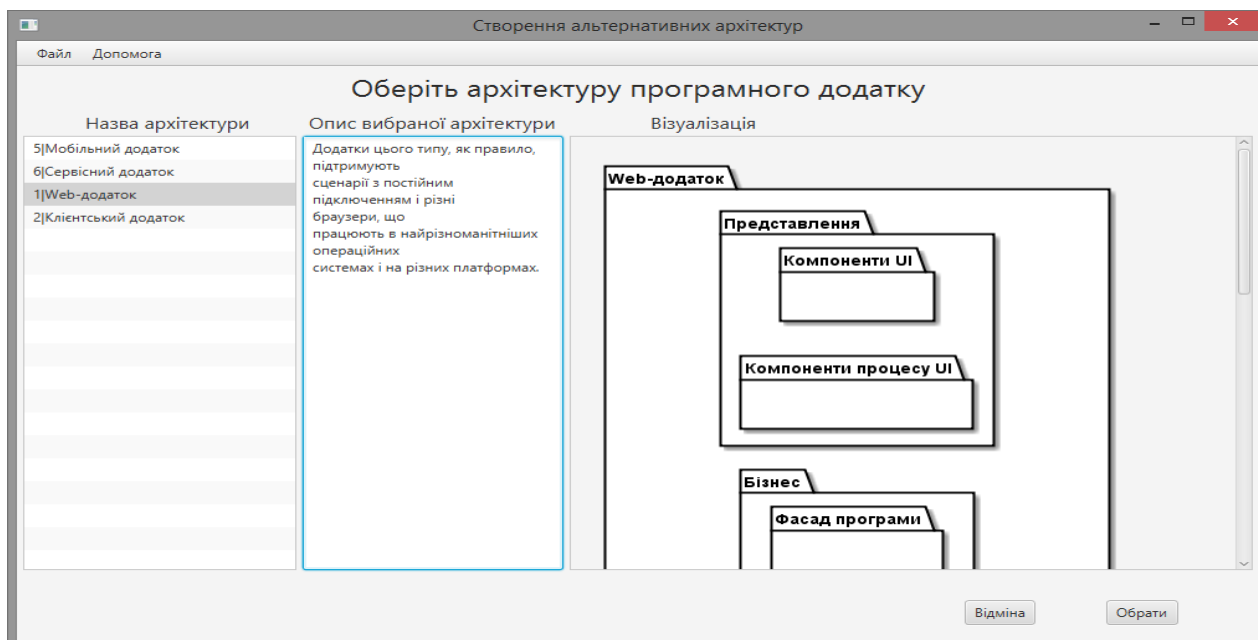 Створення альтернативних архітектур
Файл Допомога
Оберіть архітектуру програмного додатку
Назва архітектури Опис вибраної архітектури Візуалізація
5|Мобільний додаток
6|Сервісний додаток
1|Web-додаток
2|Клієнтський додаток
Додатки цього типу, як правило,
підтримують
сценарії з постійним
підключенням і різні
браузери, що
працюють в найрізноманітніших
операційних
системах і на різних платформах.
Web-додаток
Представлення
Компоненти UI
Компоненти процесу UI
Бізнес
Фасад програми
Відміна Обрати